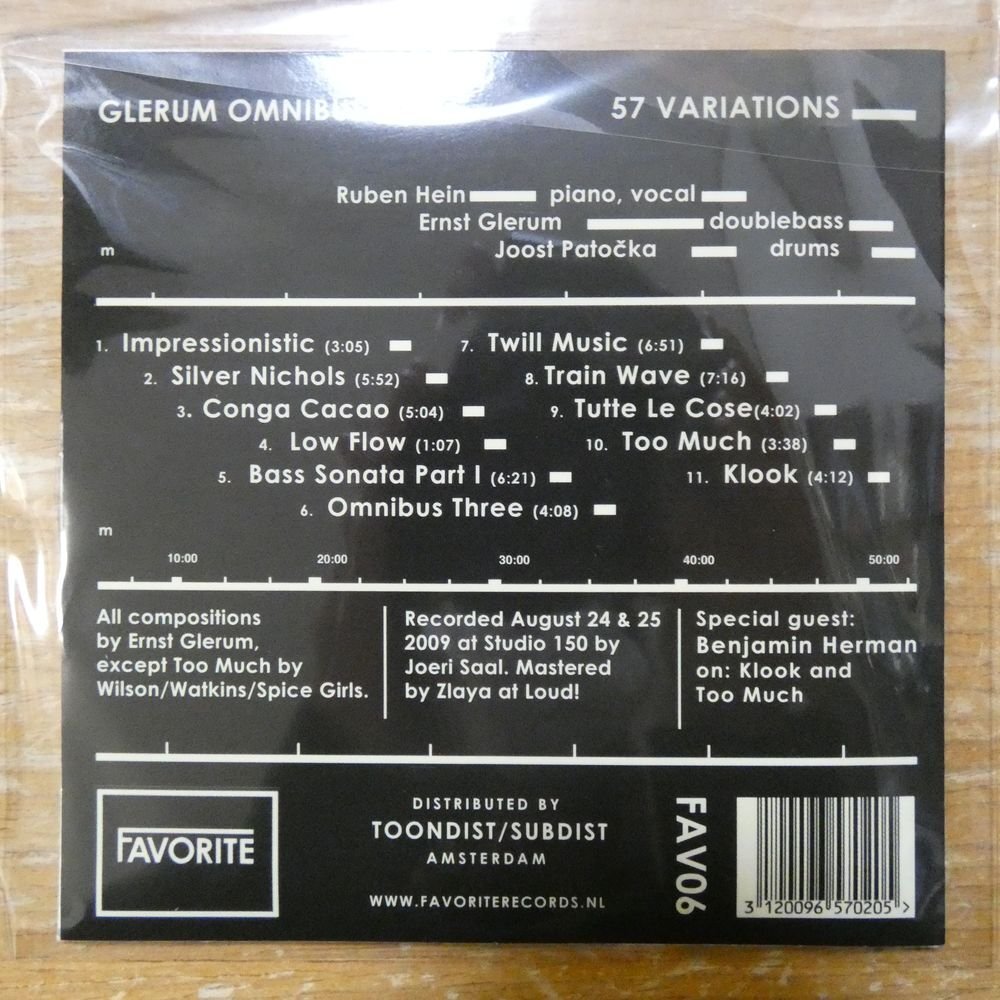 GLERUM 57 VARIATIONS
Ruben Hein piano, vocal
Ernst Glerum doublebass
Joost Patočka drums
m
1. Impressionistic (3:05)
2. Silver Nichols (5:52)
3. Conga Cacao (5:04)
4. Low Flow (1:07)
5. Bass Sonata Part I (6:21)
6. Omnibus Three (4:08)
7. Twill Music (6:51)
8. Train Wave (7:16)
9. Tutte Le Cose(4:02)
10. Too Much (3:38)
11. Klook (4:12)
m
10:00 20:00 30:00 40:00 50:00
All compositions
by Ernst Glerum,
except Too Much by
Wilson/Watkins/Spice Girls.
Recorded August 24 & 25
2009 at Studio 150 by
Joeri Saal. Mastered
by Zlaya at Loud!
Special guest:
Benjamin Herman
on: Klook and
Too Much
FAVORITE
DISTRIBUTED BY
TOONDIST/SUBDIST
AMSTERDAM
WWW.FAVORITERECORDS.NL
FAV06
3 120096 570205 >